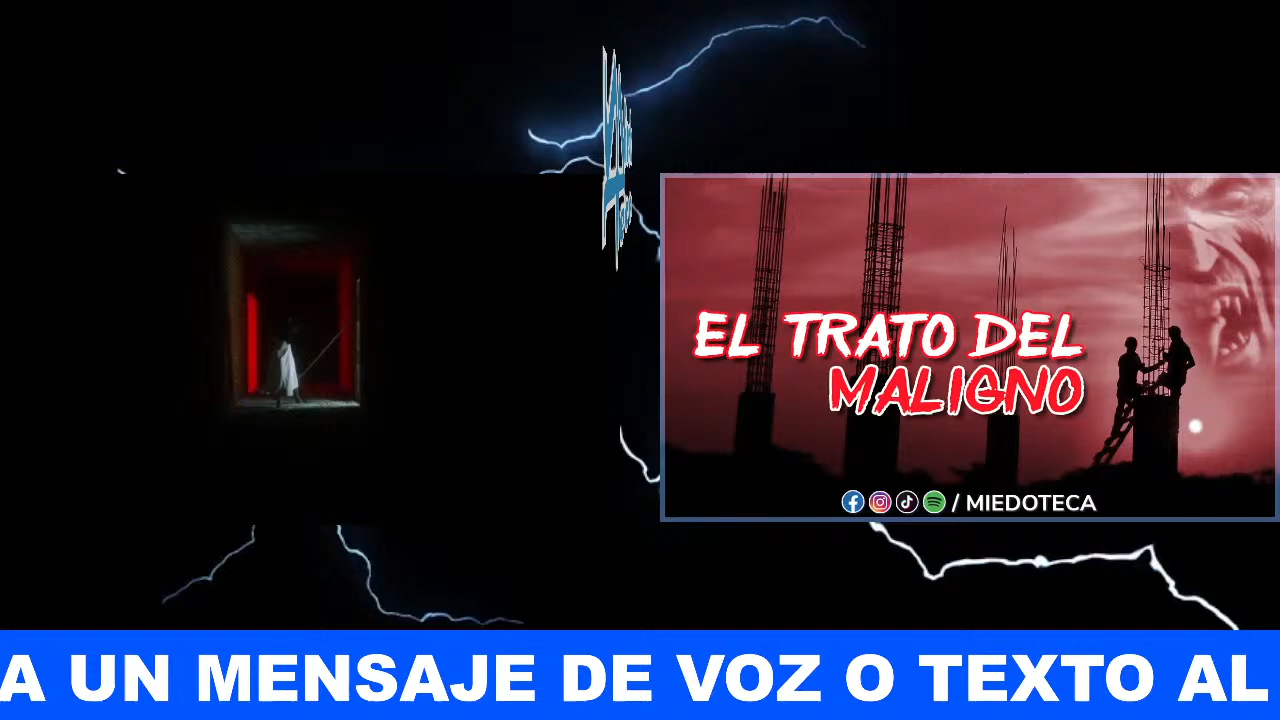 EL TRATO DEL
MALIGNO
/ MIEDOTECA
A UN MENSAJE DE VOZ O TEXTO AL